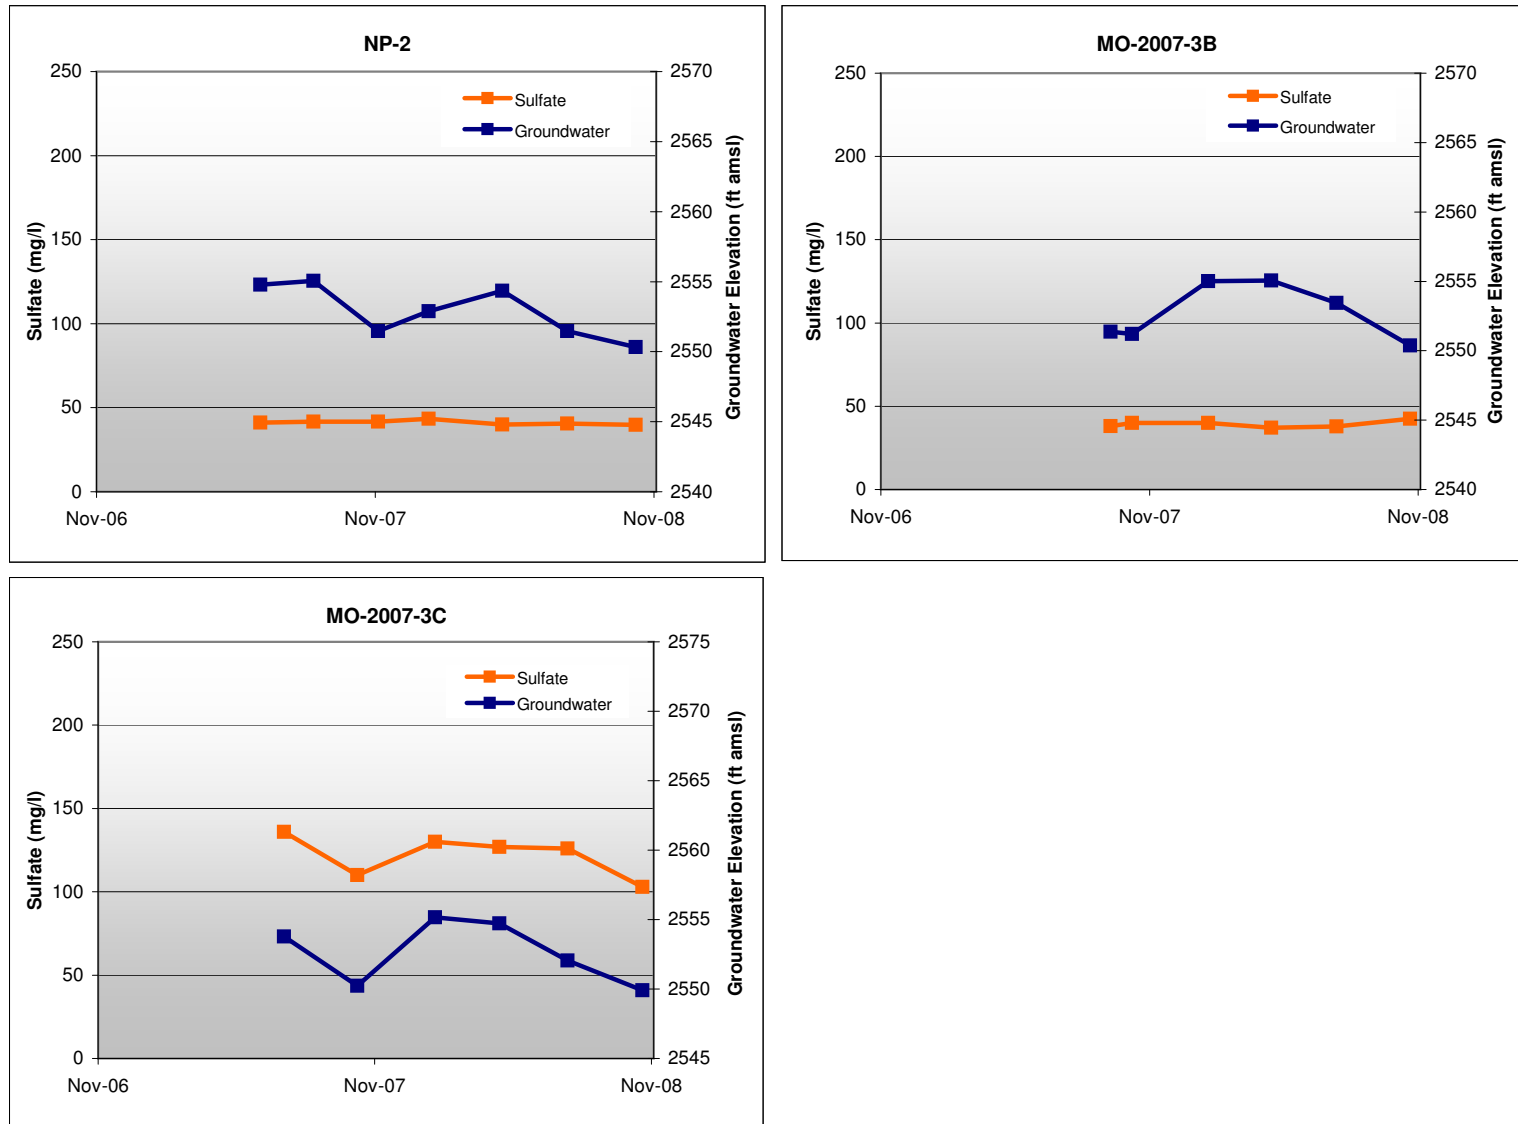 NP-2
250
200
150
100
50
0
Sulfate (mg/l)
2570
2565
2560
2555
2550
2545
2540
Groundwater Elevation (ft amsl)
Sulfate
Groundwater
Nov-06
Nov-07
Nov-08
MO-2007-3B
250
200
150
100
50
0
Sulfate (mg/l)
2570
2565
2560
2555
2550
2545
2540
Groundwater Elevation (ft amsl)
Sulfate
Groundwater
Nov-06
Nov-07
Nov-08
MO-2007-3C
250
200
150
100
50
0
Sulfate (mg/l)
2575
2570
2565
2560
2555
2550
2545
Groundwater Elevation (ft amsl)
Sulfate
Groundwater
Nov-06
Nov-07
Nov-08